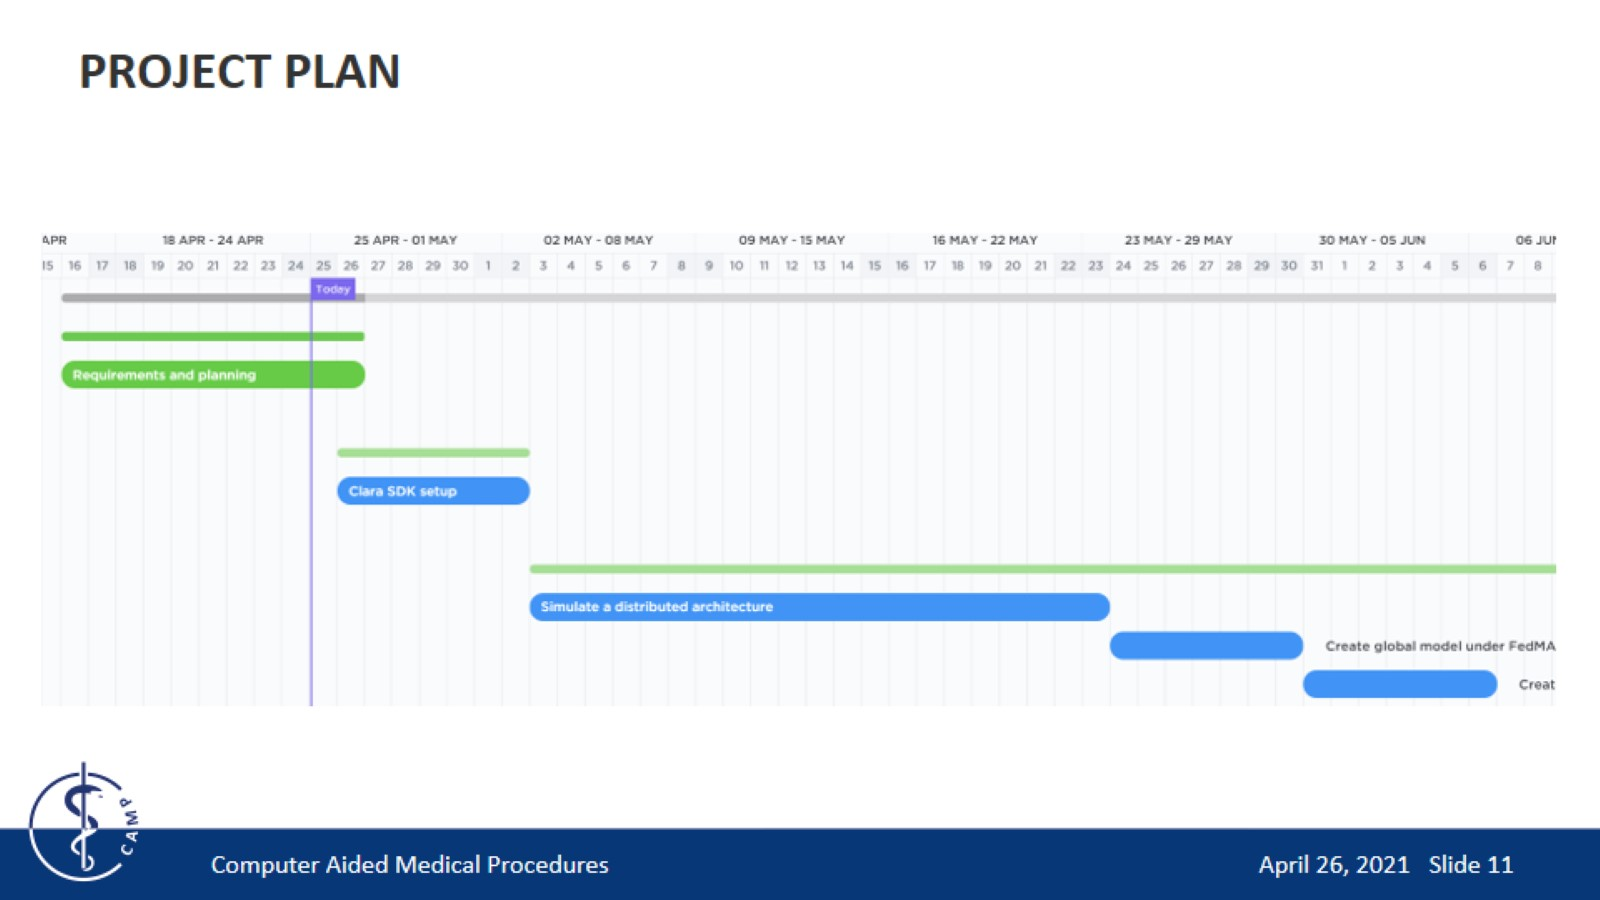 PROJECT PLAN
APR 18 APR - 24 APR 25 APR - 01 MAY 02 MAY - 08 MAY 09 MAY - 15 MAY 16 MAY - 22 MAY 23 MAY - 29 MAY 30 MAY - 05 JUN 06 JUN
15 16 17 18 19 20 21 22 23 24 25 26 27 28 29 30 1 2 3 4 5 6 7 8 9 10 11 12 13 14 15 16 17 18 19 20 21 22 23 24 25 26 27 28 29 30 31 1 2 3 4 5 6 7 8
Today
Requirements and planning
Clara SDK setup
Simulate a distributed architecture
Create global model under FedMA
Creat
CAMP
Computer Aided Medical Procedures
April 26, 2021 Slide 11